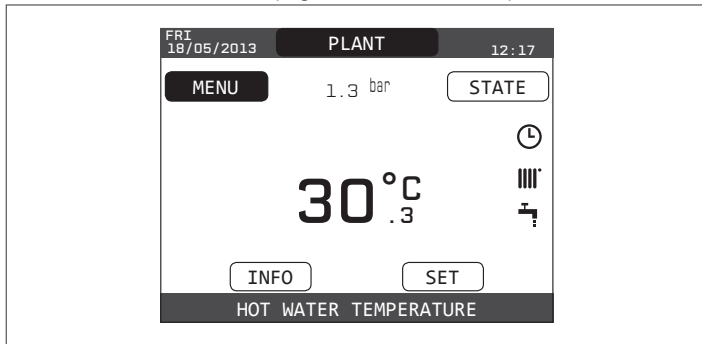 FRI
18/05/2013 PLANT 12:17
MENU 1.3 bar STATE
30.3°C
INFO SET
HOT WATER TEMPERATURE